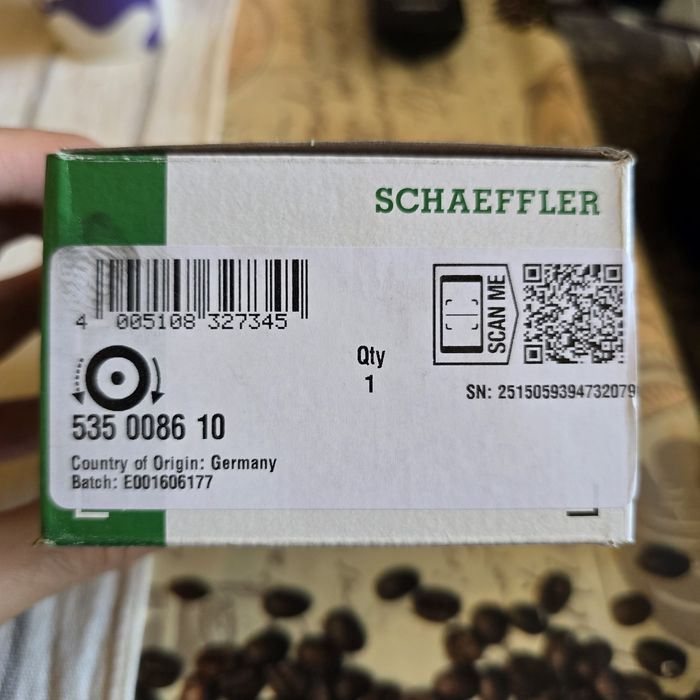 SCHAEFFLER
4 005108 327345
SCAN ME
Qty
1
SN: 2515059394732079
535 0086 10
Country of Origin: Germany
Batch: E001606177